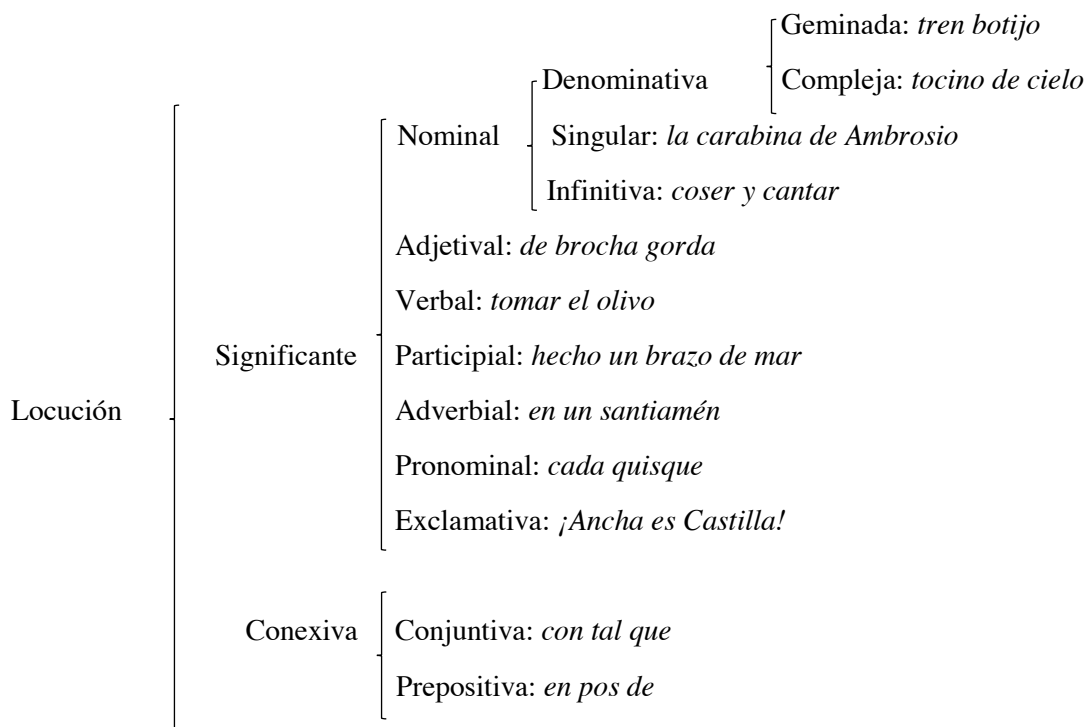 Geminada: tren botijo
Denominativa
Compleja: tocino de cielo
Nominal
Singular: la carabina de Ambrosio
Infinitiva: coser y cantar
Adjetival: de brocha gorda
Verbal: tomar el olivo
Significante
Participial: hecho un brazo de mar
Locución
Adverbial: en un santiamén
Pronominal: cada quisque
Exclamativa: ¡Ancha es Castilla!
Conexiva
Conjuntiva: con tal que
Prepositiva: en pos de